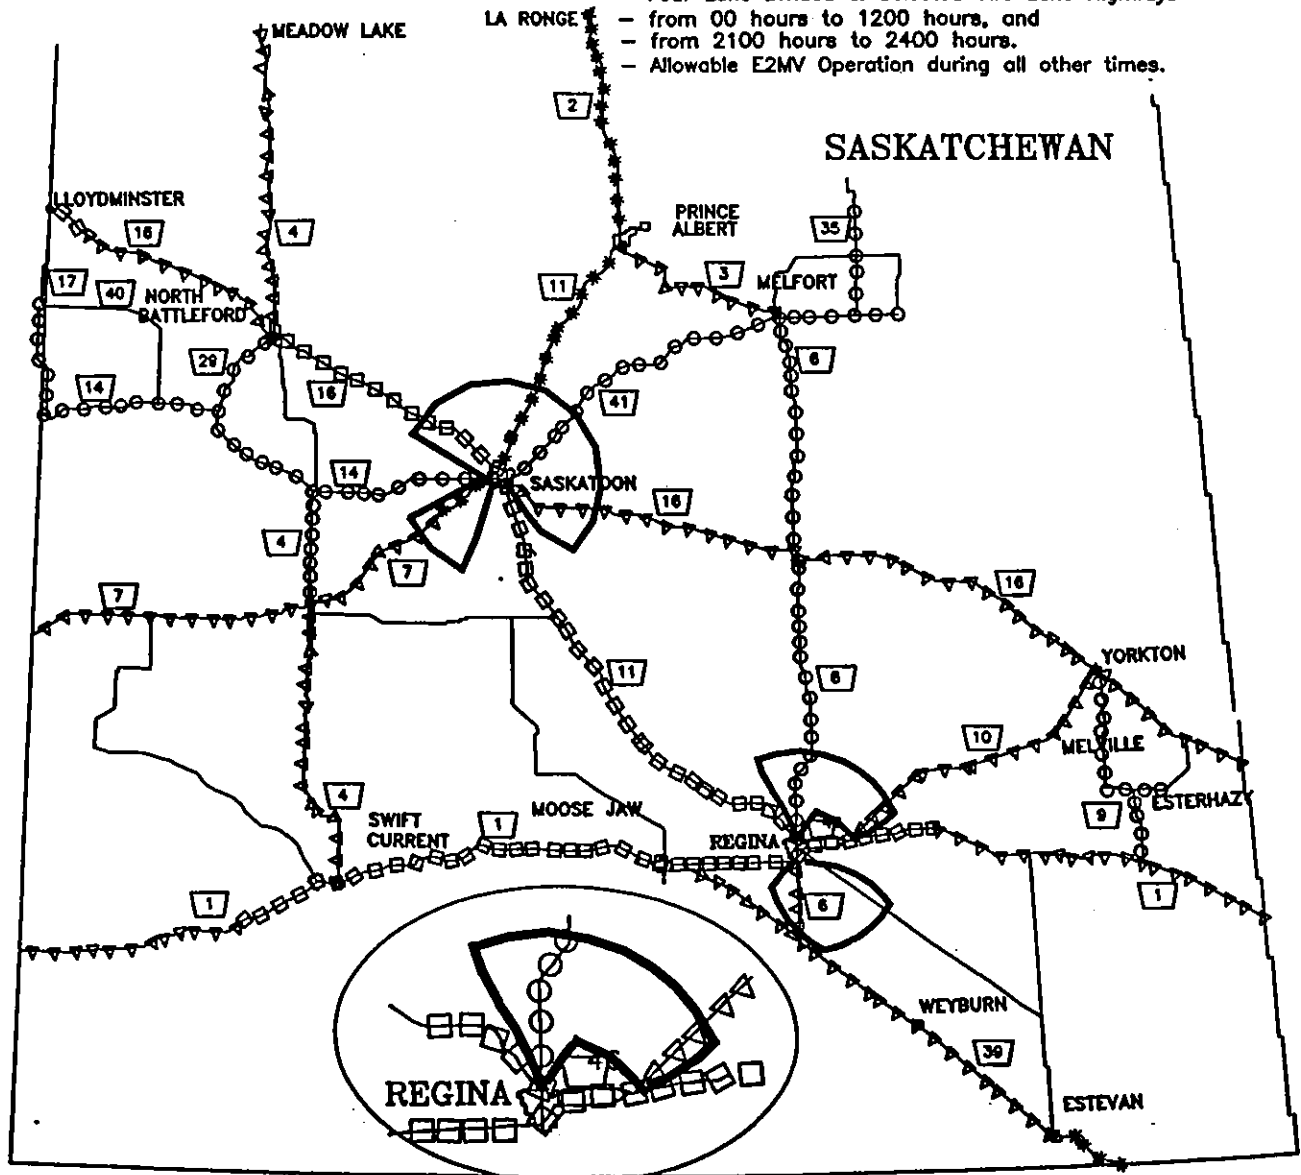 LA RONGE
– from 00 hours to 1200 hours, and
– from 2100 hours to 2400 hours.
– Allowable E2MV Operation during all other times.
MEADOW LAKE
2
SASKATCHEWAN
LLOYDMINSTER
16
4
PRINCE
ALBERT
35
17
40
NORTH
BATTLEFORD
11
3
MELFORT
29
6
14
16
41
14
SASKATOON
16
4
7
7
16
11
6
YORKTON
10
MELVILLE
4
SWIFT
CURRENT
1
MOOSE JAW
REGINA
9
ESTERHAZY
1
6
1
WEYBURN
39
REGINA
ESTEVAN